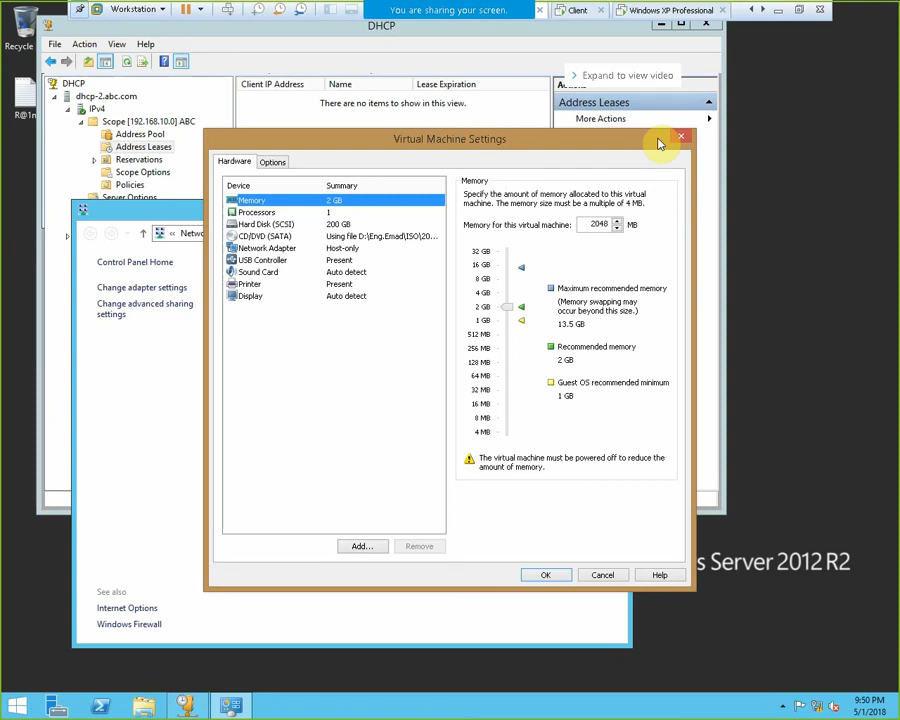 Workstation
You are sharing your screen.
Client
Windows XP Professional
DHCP
Recycle
R@1n
File Action View Help
Expand to view video
DHCP
dhcp-2.abc.com
IPv4
Scope [192.168.10.0] ABC
Address Pool
Address Leases
Reservations
Scope Options
Policies
Server Options
Client IP Address Name Lease Expiration
There are no items to show in this view.
Address Leases
More Actions
Virtual Machine Settings
Hardware Options
Device Summary
Memory 2 GB
Processors 1
Hard Disk (SCSI) 200 GB
CD/DVD (SATA) Using file D:\Eng.Emad\ISO\20...
Network Adapter Host-only
USB Controller Present
Sound Card Auto detect
Printer Present
Display Auto detect
Add... Remove
Memory
Specify the amount of memory allocated to this virtual
machine. The memory size must be a multiple of 4 MB.
Memory for this virtual machine: 2048 MB
32 GB
16 GB
8 GB
4 GB
2 GB
1 GB
512 MB
256 MB
128 MB
64 MB
32 MB
16 MB
8 MB
4 MB
Maximum recommended memory
(Memory swapping may
occur beyond this size.)
13.5 GB
Recommended memory
2 GB
Guest OS recommended minimum
1 GB
The virtual machine must be powered off to reduce the
amount of memory.
OK Cancel Help
« Netwo
Control Panel Home
Change adapter settings
Change advanced sharing
settings
See also
Internet Options
Windows Firewall
s Server 2012 R2
9:50 PM
5/1/2018